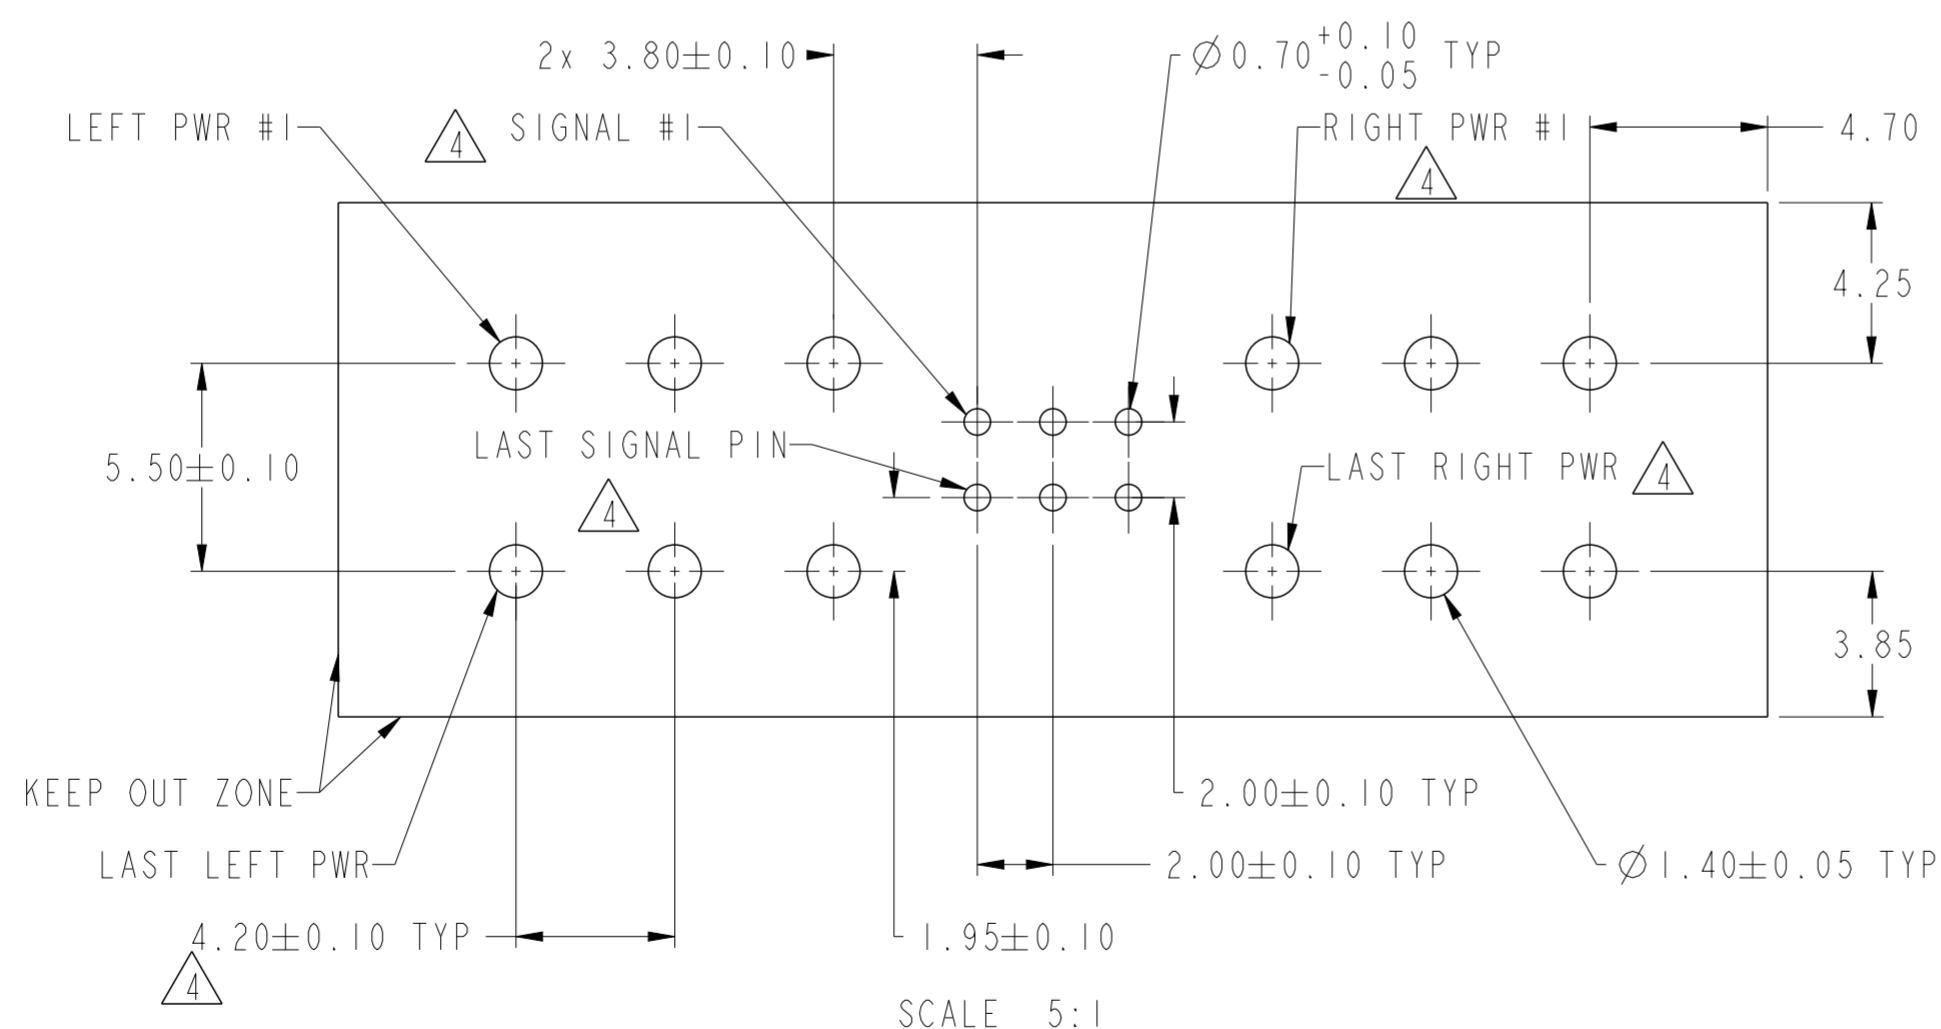 2x 3.80±0.10
Ø0.70 +0.10 -0.05 TYP
LEFT PWR #1
4
SIGNAL #1
RIGHT PWR #1
4
4.70
4.25
LAST SIGNAL PIN
4
5.50±0.10
LAST RIGHT PWR
4
3.85
KEEP OUT ZONE
2.00±0.10 TYP
LAST LEFT PWR
2.00±0.10 TYP
Ø1.40±0.05 TYP
4.20±0.10 TYP
4
1.95±0.10
SCALE 5:1